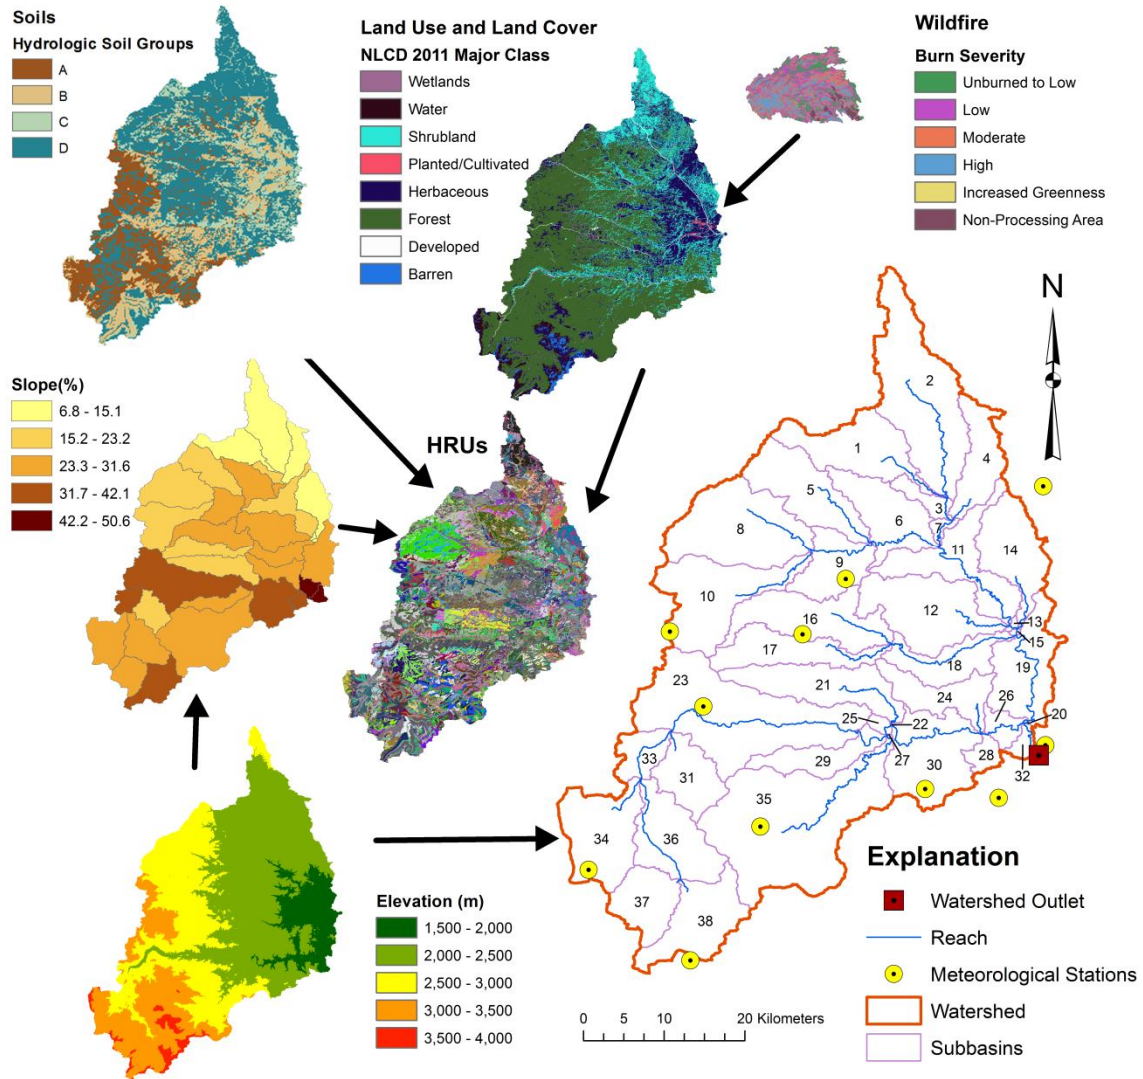 Soils
Hydrologic Soil Groups
A
B
C
D
Land Use and Land Cover
NLCD 2011 Major Class
Wetlands
Water
Shrubland
Planted/Cultivated
Herbaceous
Forest
Developed
Barren
Wildfire
Burn Severity
Unburned to Low
Low
Moderate
High
Increased Greenness
Non-Processing Area
Slope(%)
6.8 - 15.1
15.2 - 23.2
23.3 - 31.6
31.7 - 42.1
42.2 - 50.6
HRUs
N
2
1
4
5
3
8
6
7
11
14
9
10
12
16
13
15
17
18
19
23
21
24
26
25
22
20
33
29
27
30
28
32
31
35
34
36
37
38
Elevation (m)
1,500 - 2,000
2,000 - 2,500
2,500 - 3,000
3,000 - 3,500
3,500 - 4,000
0 5 10 20 Kilometers
Explanation
Watershed Outlet
Reach
Meteorological Stations
Watershed
Subbasins